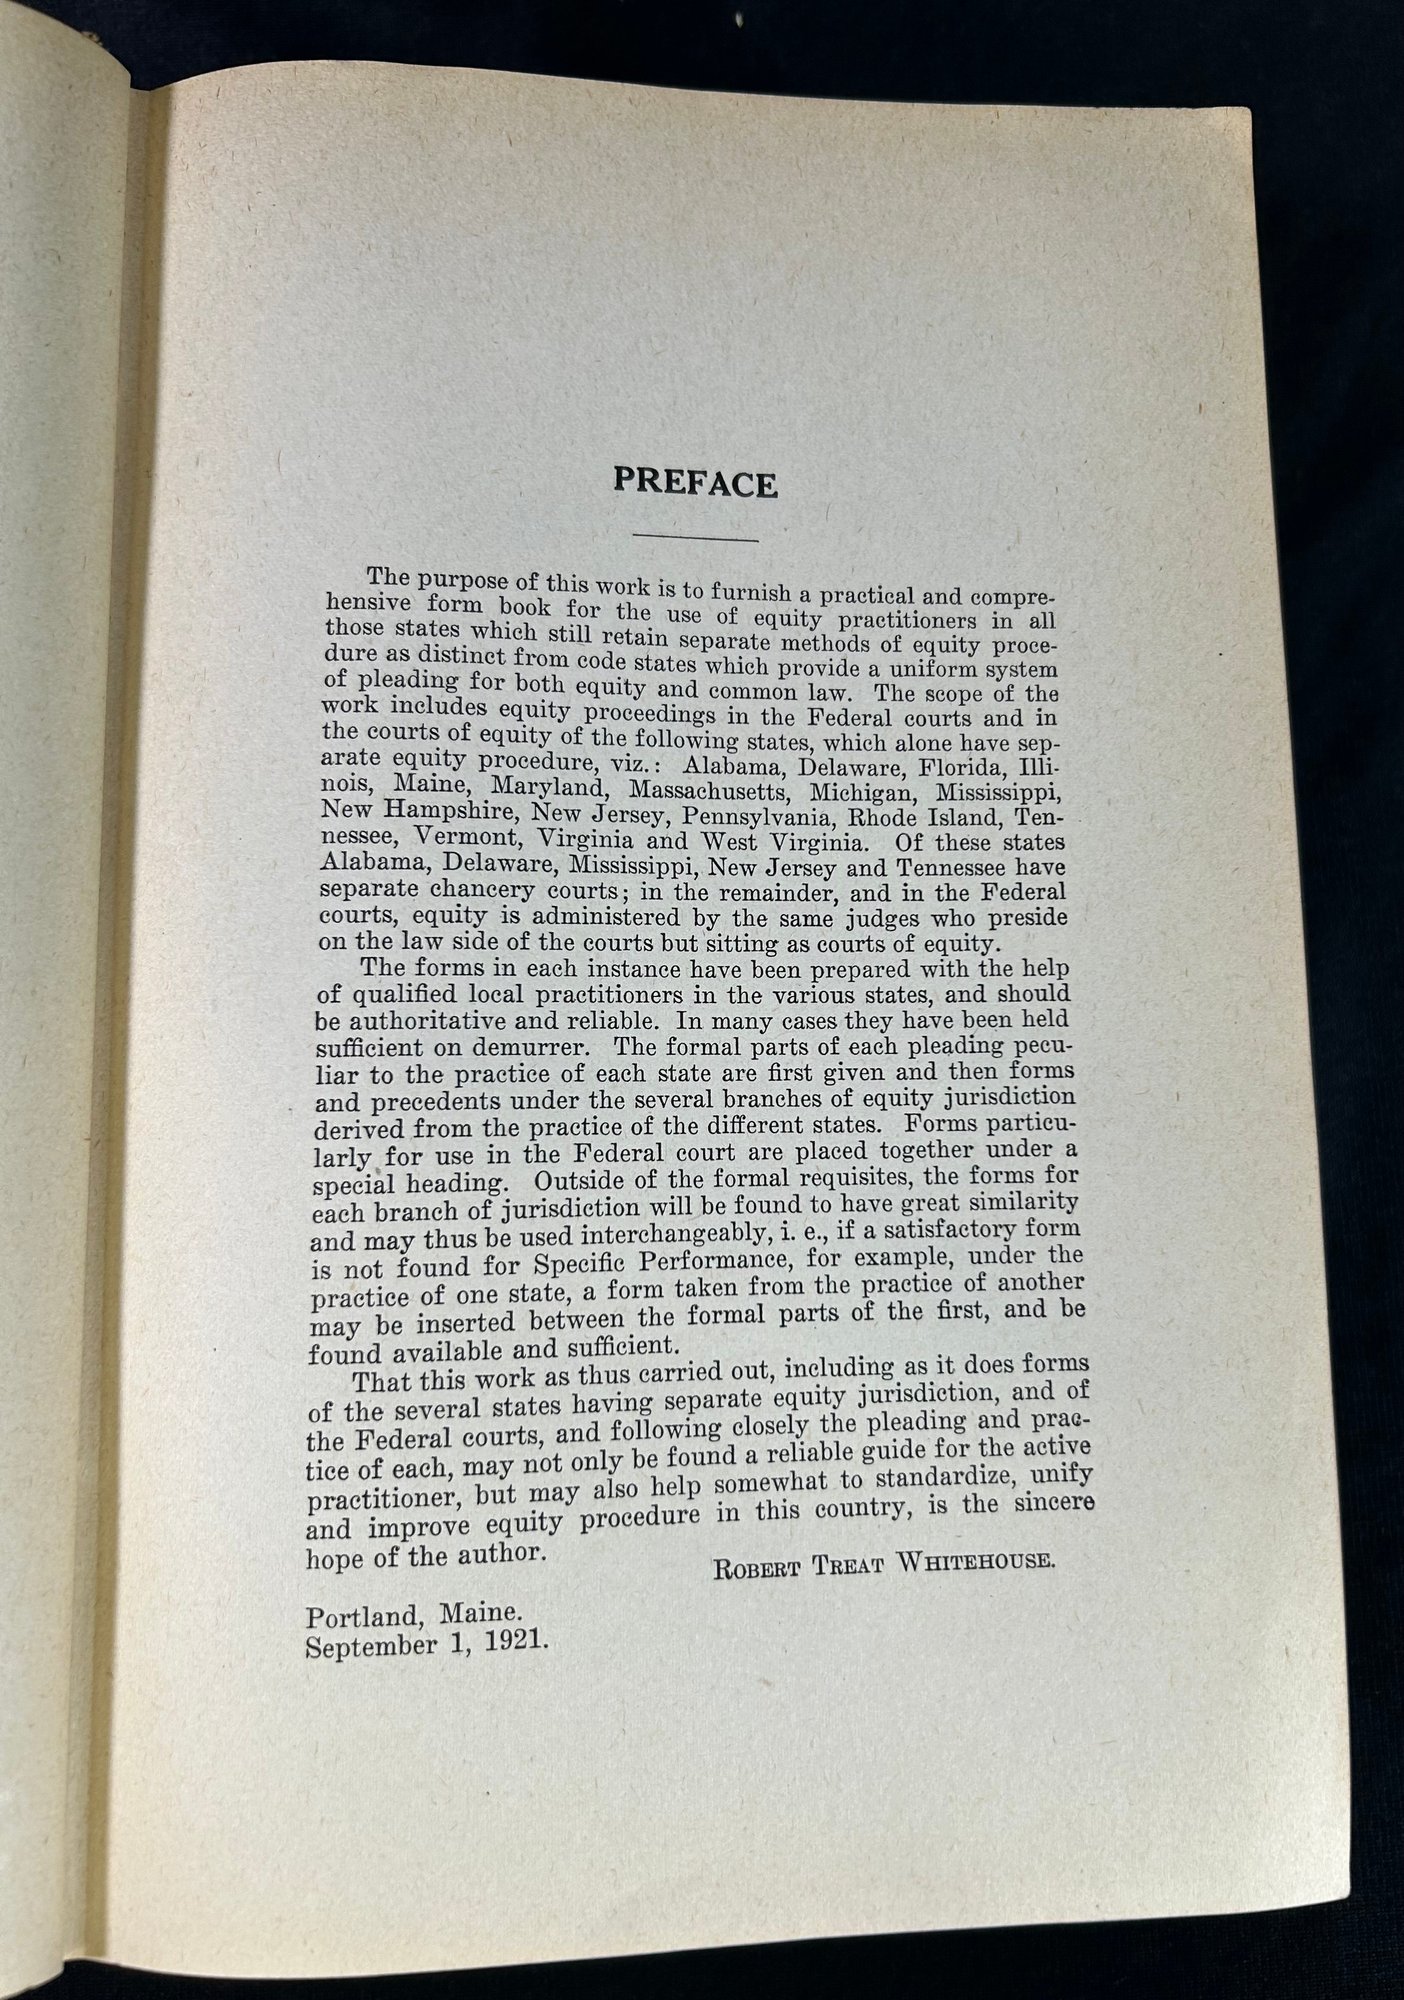 PREFACE
The purpose of this work is to furnish a practical and compre-
hensive form book for the use of equity practitioners in all
those states which still retain separate methods of equity proce-
dure as distinct from code states which provide a uniform system
of pleading for both equity and common law. The scope of the
work includes equity proceedings in the Federal courts and in
the courts of equity of the following states, which alone have sep-
arate equity procedure, viz.: Alabama, Delaware, Florida, Illi-
nois, Maine, Maryland, Massachusetts, Michigan, Mississippi,
New Hampshire, New Jersey, Pennsylvania, Rhode Island, Ten-
nessee, Vermont, Virginia and West Virginia. Of these states
Alabama, Delaware, Mississippi, New Jersey and Tennessee have
separate chancery courts; in the remainder, and in the Federal
courts, equity is administered by the same judges who preside
on the law side of the courts but sitting as courts of equity.
The forms in each instance have been prepared with the help
of qualified local practitioners in the various states, and should
be authoritative and reliable. In many cases they have been held
sufficient on demurrer. The formal parts of each pleading pecu-
liar to the practice of each state are first given and then forms
and precedents under the several branches of equity jurisdiction
derived from the practice of the different states. Forms particu-
larly for use in the Federal court are placed together under a
special heading. Outside of the formal requisites, the forms for
each branch of jurisdiction will be found to have great similarity
and may thus be used interchangeably, i. e., if a satisfactory form
is not found for Specific Performance, for example, under the
practice of one state, a form taken from the practice of another
may be inserted between the formal parts of the first, and be
found available and sufficient.
That this work as thus carried out, including as it does forms
of the several states having separate equity jurisdiction, and of
the Federal courts, and following closely the pleading and prac-
tice of each, may not only be found a reliable guide for the active
practitioner, but may also help somewhat to standardize, unify
and improve equity procedure in this country, is the sincere
hope of the author.
ROBERT TREAT WHITEHOUSE.
Portland, Maine.
September 1, 1921.